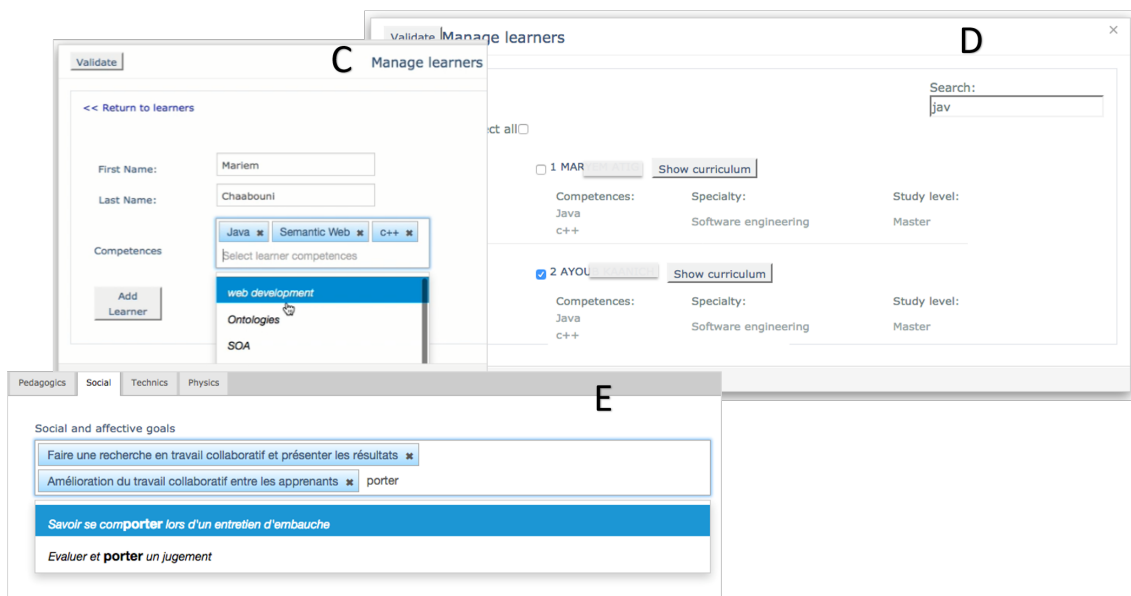 C
Validate
Manage learners
<< Return to learners
First Name:
Mariem
Last Name:
Chaabouni
Competences
Java ✖ Semantic Web ✖ c++ ✖
Select learner competences
web development
Ontologies
SOA
Add
Learner
D
Validate Manage learners ×
Search:
jav
ct all
1 MAR Show curriculum
Competences: Specialty: Study level:
Java
Software engineering Master
c++
2 AYOU Show curriculum
Competences: Specialty: Study level:
Java
Software engineering Master
c++
E
Pedagogics Social Technics Physics
Social and affective goals
Faire une recherche en travail collaboratif et présenter les résultats ✖
Amélioration du travail collaboratif entre les apprenants ✖ porter
Savoir se comporter lors d'un entretien d'embauche
Evaluer et porter un jugement